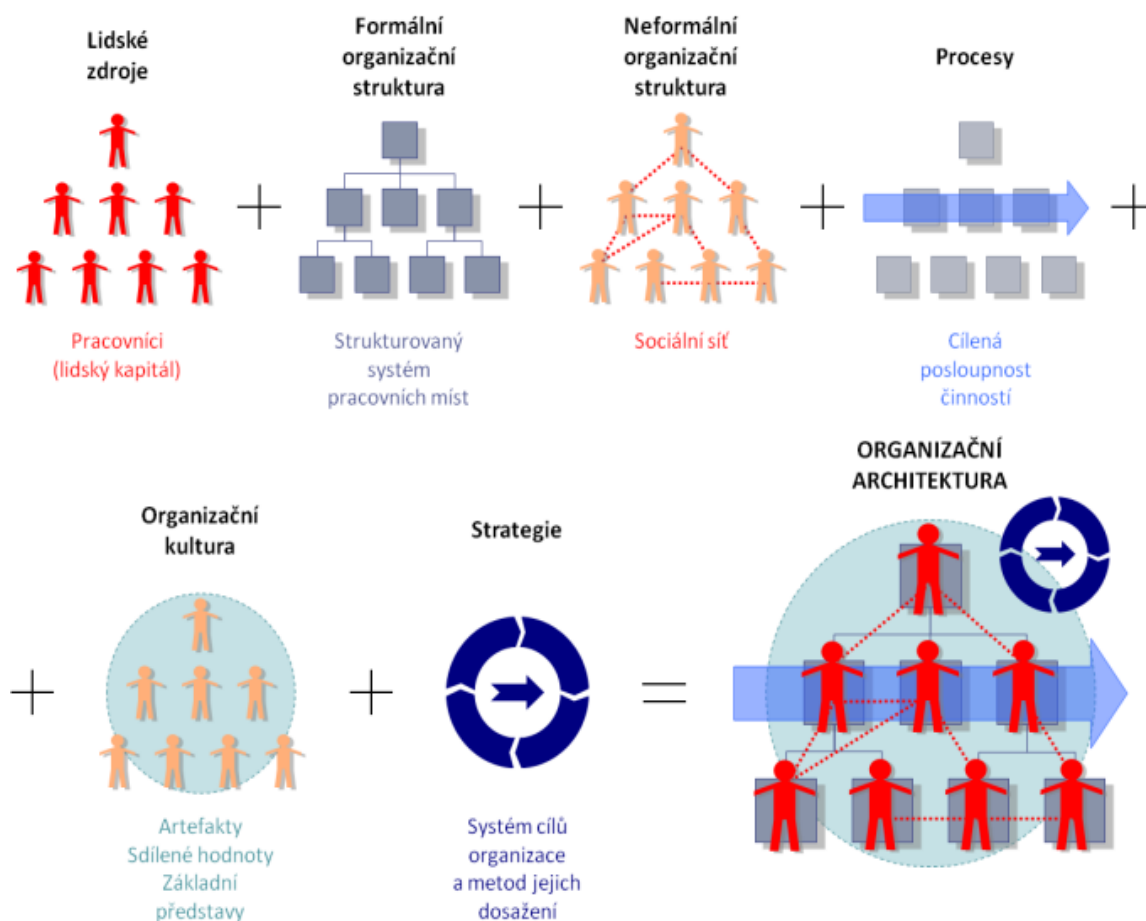 Lidské
zdroje
Formální
organizační
struktura
Neformální
organizační
struktura
Procesy
+
+
+
+
Pracovníci
(lidský kapitál)
Strukturovaný
systém
pracovních míst
Sociální síť
Cílená
posloupnost
činností
Organizační
kultura
Strategie
ORGANIZAČNÍ
ARCHITEKTURA
+
+
=
Artefakty
Sdílené hodnoty
Základní
představy
Systém cílů
organizace
a metod jejich
dosažení